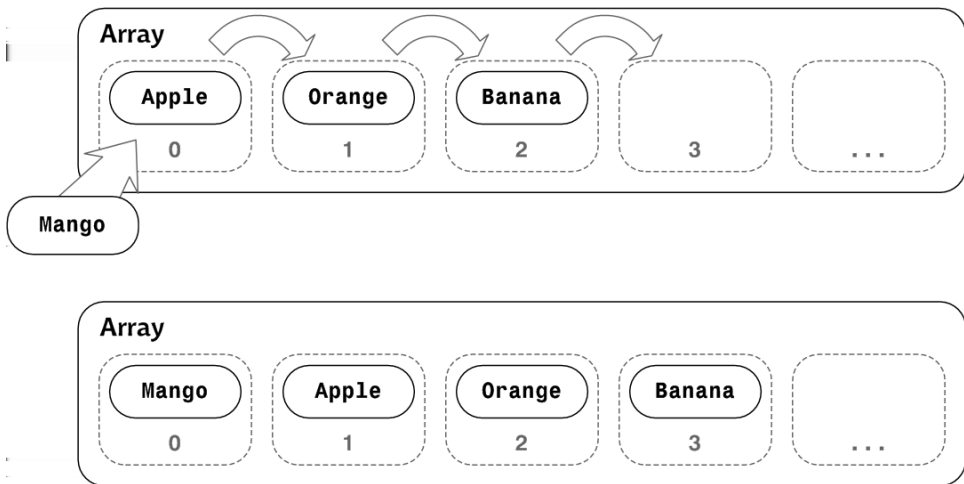 Array
Apple Orange Banana
0 1 2 3 ...
Mango
Array
Mango Apple Orange Banana
0 1 2 3 ...